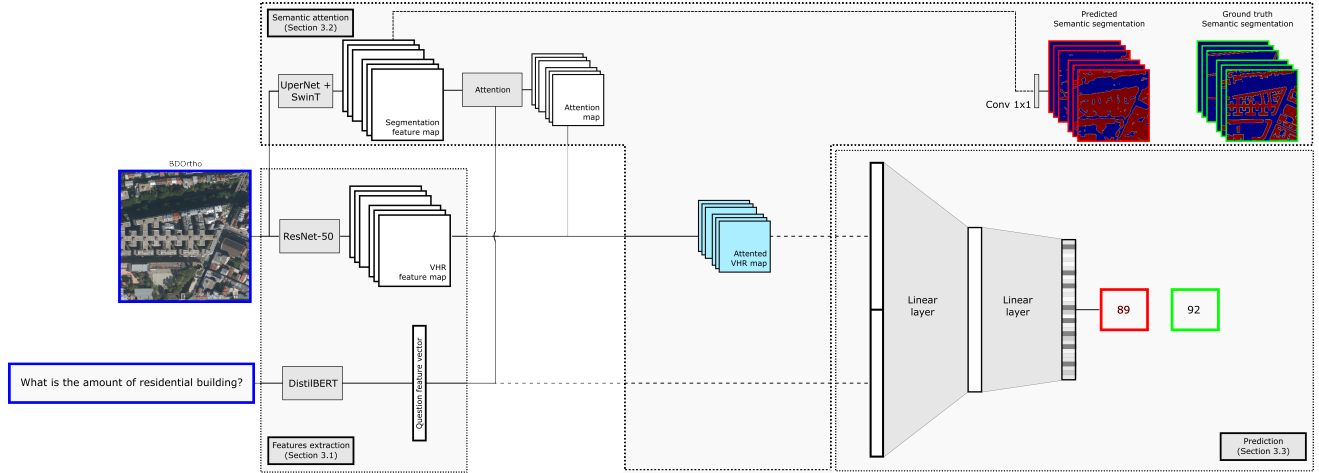 Semantic attention
(Section 3.2)
UperNet +
SwinT
Segmentation
feature map
Attention
Attention
map
Conv 1x1
Predicted
Semantic segmentation
Ground truth
Semantic segmentation
BDOrtho
ResNet-50
VHR
feature map
Attented
VHR map
Linear
layer
Linear
layer
89
92
What is the amount of residential building?
DistilBERT
Question feature vector
Features extraction
(Section 3.1)
Prediction
(Section 3.3)